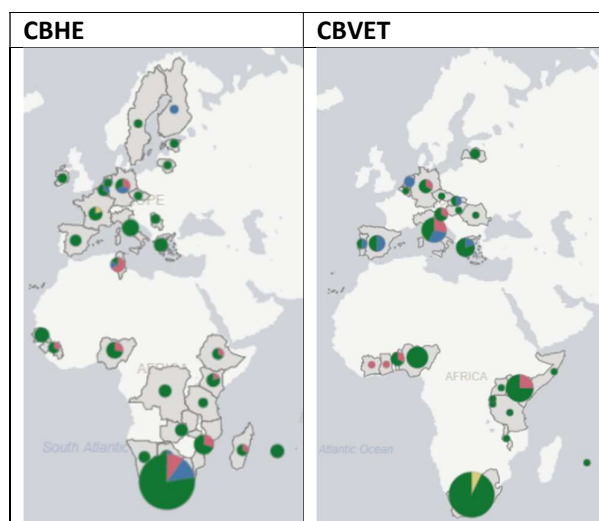 CBHE
CBVET
AFRICA
South Atlantic
AFRICA
Atlantic Ocean